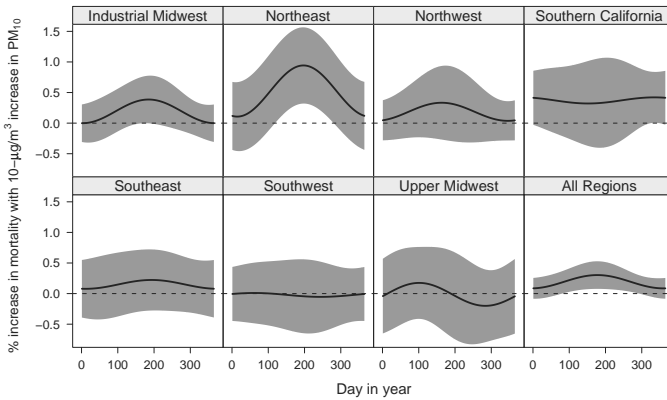 Industrial Midwest Northeast Northwest Southern California
1.5
1.0
0.5
0.0
−0.5
Southeast Southwest Upper Midwest All Regions
1.5
1.0
0.5
0.0
−0.5
0 100 200 300 0 100 200 300 0 100 200 300 0 100 200 300
Day in year
% increase in mortality with 10−μg/m³ increase in PM₁₀